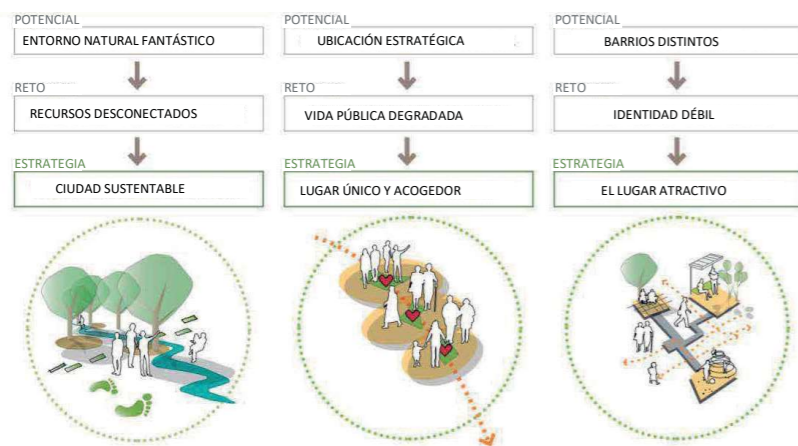 POTENCIAL
ENTORNO NATURAL FANTÁSTICO
RETO
RECURSOS DESCONECTADOS
ESTRATEGIA
CIUDAD SUSTENTABLE
POTENCIAL
UBICACIÓN ESTRATÉGICA
RETO
VIDA PÚBLICA DEGRADADA
ESTRATEGIA
LUGAR ÚNICO Y ACOGEDOR
POTENCIAL
BARRIOS DISTINTOS
RETO
IDENTIDAD DÉBIL
ESTRATEGIA
EL LUGAR ATRACTIVO